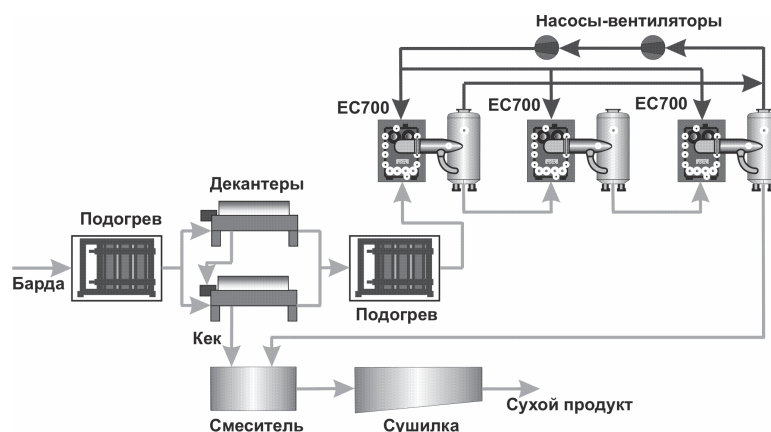 Насосы-вентиляторы
EC700
EC700
EC700
Декантеры
Подогрев
Барда
Подогрев
Кек
Смеситель
Сушилка
Сухой продукт